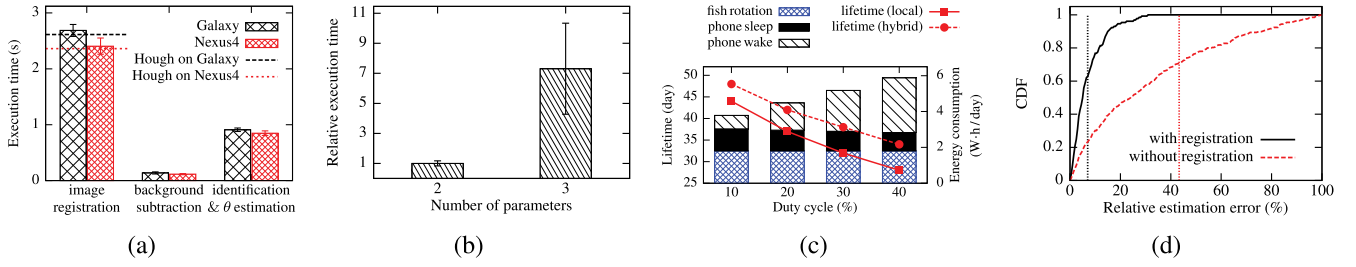 Execution time (s)
3
2
1
0
Galaxy
Nexus4
Hough on Galaxy
Hough on Nexus4
image registration
background subtraction
identification & θ estimation
(a)
Relative execution time
11
9
7
5
3
1
2
3
Number of parameters
(b)
fish rotation
phone sleep
phone wake
lifetime (local)
lifetime (hybrid)
Lifetime (day)
50
45
40
35
30
25
6
4
2
0
Energy consumption
(W·h / day)
10
20
30
40
Duty cycle (%)
(c)
CDF
1
0.8
0.6
0.4
0.2
0
with registration
without registration
0
20
40
60
80
100
Relative estimation error (%)
(d)